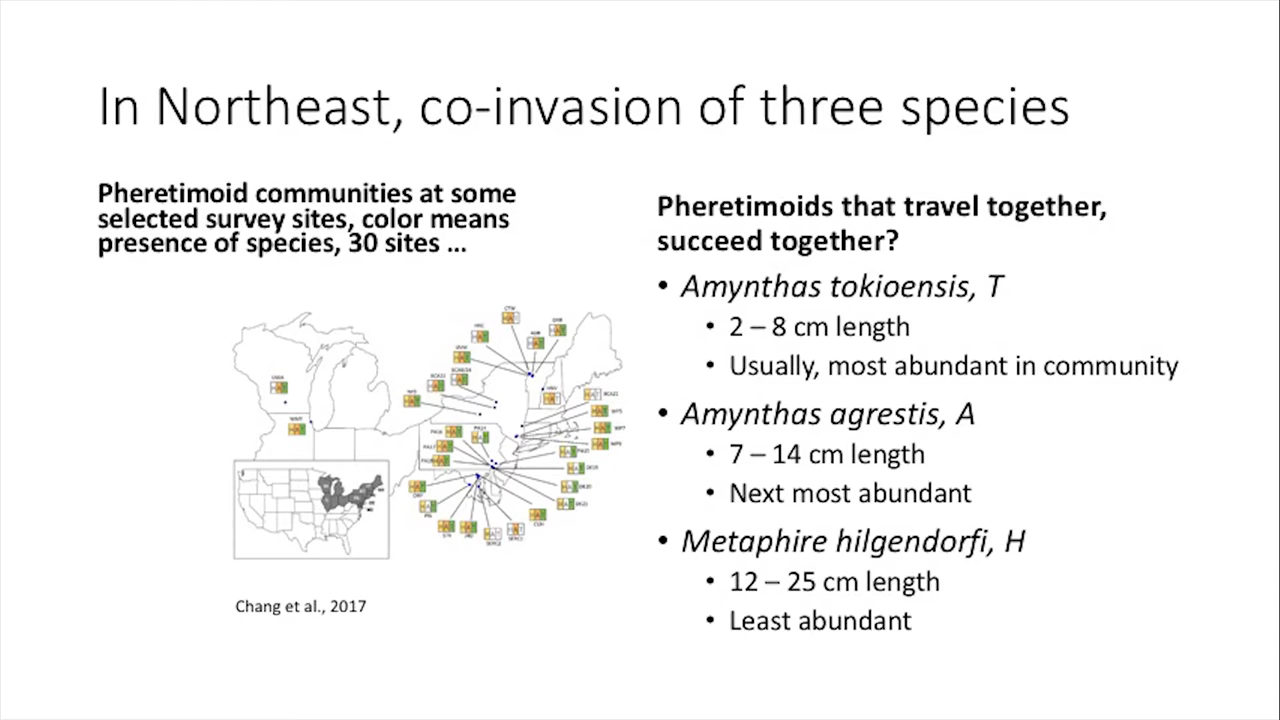 In Northeast, co-invasion of three species
Pheretimoid communities at some
selected survey sites, color means
presence of species, 30 sites ...
Chang et al., 2017
Pheretimoids that travel together,
succeed together?
• Amynthas tokioensis, T
• 2 – 8 cm length
• Usually, most abundant in community
• Amynthas agrestis, A
• 7 – 14 cm length
• Next most abundant
• Metaphire hilgendorfi, H
• 12 – 25 cm length
• Least abundant